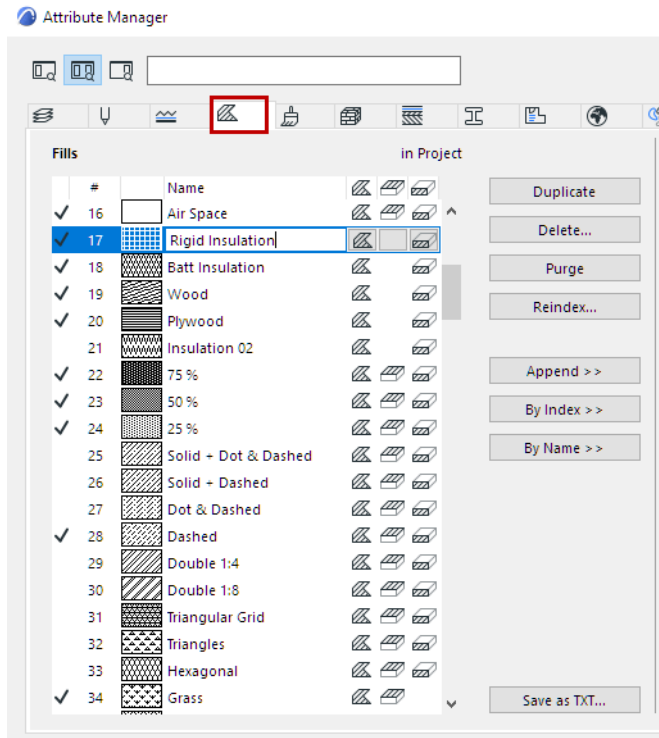 Attribute Manager
Fills in Project
# Name
16 Air Space
17 Rigid Insulation
18 Batt Insulation
19 Wood
20 Plywood
21 Insulation 02
22 75 %
23 50 %
24 25 %
25 Solid + Dot & Dashed
26 Solid + Dashed
27 Dot & Dashed
28 Dashed
29 Double 1:4
30 Double 1:8
31 Triangular Grid
32 Triangles
33 Hexagonal
34 Grass
Duplicate
Delete...
Purge
Reindex...
Append >>
By Index >>
By Name >>
Save as TXT...